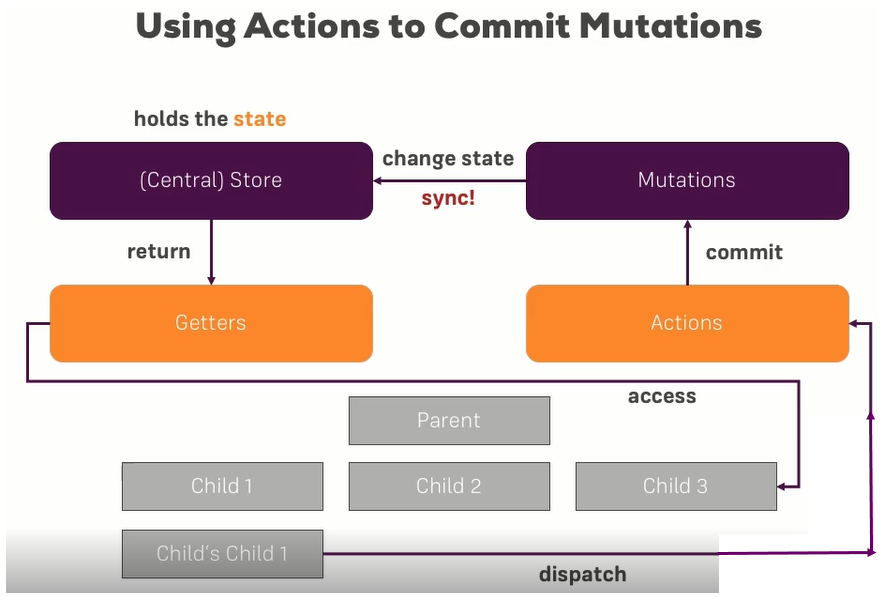 Using Actions to Commit Mutations
holds the state
(Central) Store
change state
sync!
Mutations
return
commit
Getters
Actions
access
Parent
Child 1
Child 2
Child 3
Child’s Child 1
dispatch